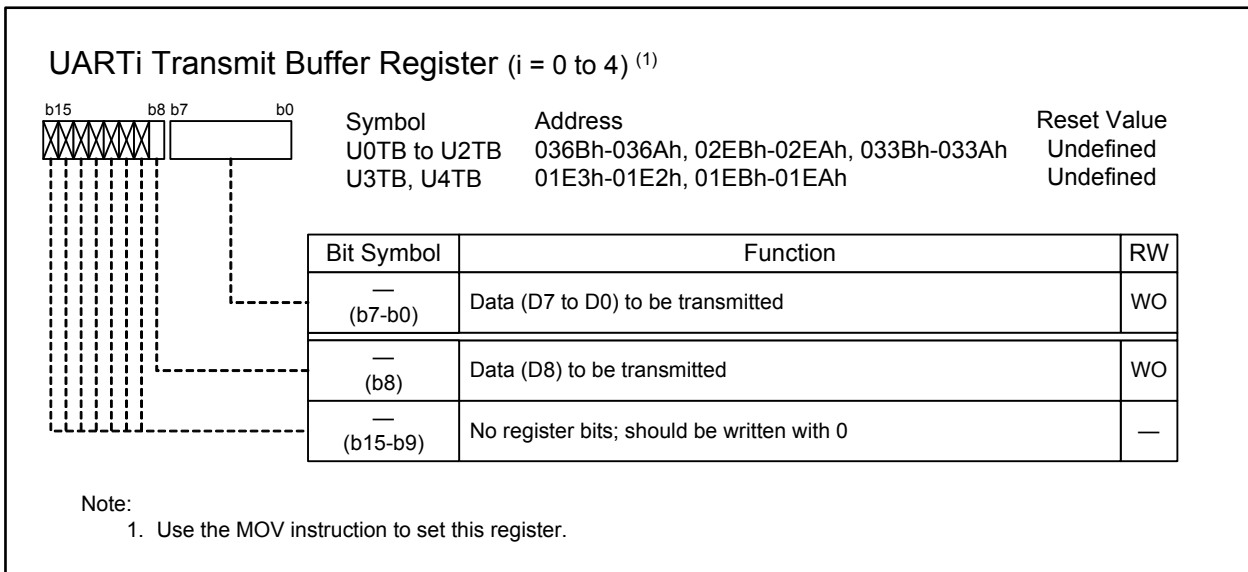 UARTi Transmit Buffer Register (i = 0 to 4) (1)
b15 b8 b7 b0
Symbol Address Reset Value
U0TB to U2TB 036Bh-036Ah, 02EBh-02EAh, 033Bh-033Ah Undefined
U3TB, U4TB 01E3h-01E2h, 01EBh-01EAh Undefined
Bit Symbol Function RW
—
(b7-b0) Data (D7 to D0) to be transmitted WO
—
(b8) Data (D8) to be transmitted WO
—
(b15-b9) No register bits; should be written with 0 —
Note:
1. Use the MOV instruction to set this register.